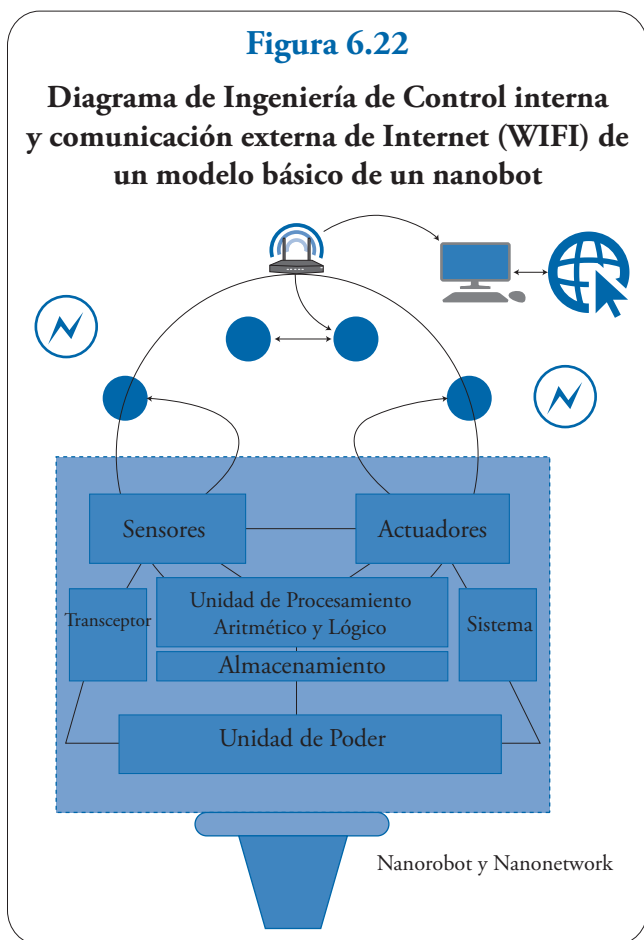 Figura 6.22
Diagrama de Ingeniería de Control interna
y comunicación externa de Internet (WIFI) de
un modelo básico de un nanobot
Sensores
Actuadores
Transceptor
Unidad de Procesamiento
Aritmético y Lógico
Sistema
Almacenamiento
Unidad de Poder
Nanorobot y Nanonetwork